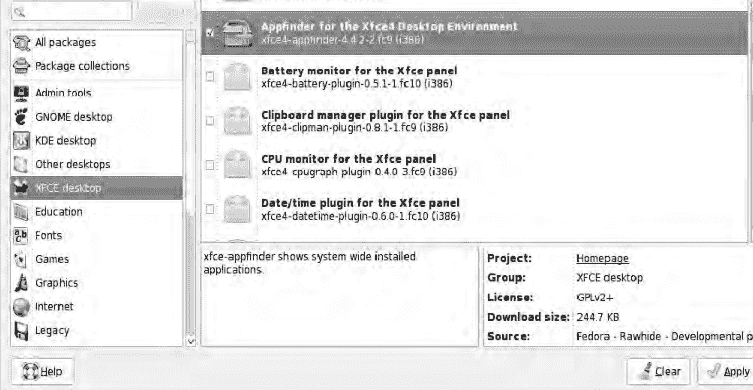 All packages
Package collections
Admin tools
GNOME desktop
KDE desktop
Other desktops
XFCE desktop
Education
Fonts
Games
Graphics
Internet
Legacy
Appfinder for the Xfce4 Desktop Environment
xfce4-appfinder-4.4.2-2.fc9 (i386)
Battery monitor for the Xfce panel
xfce4-battery-plugin-0.5.1-1.fc10 (i386)
Clipboard manager plugin for the Xfce panel
xfce4-clipman-plugin-0.8.1-1.fc9 (i386)
CPU monitor for the Xfce panel
xfce4-cpugraph-plugin-0.4.0-3.fc9 (i386)
Date/time plugin for the Xfce panel
xfce4-datetime-plugin-0.6.0-1.fc10 (i386)
xfce-appfinder shows system wide installed
applications.
Project: Homepage
Group: XFCE desktop
License: GPLv2+
Download size: 244.7 KB
Source: Fedora - Rawhide - Developmental p
Help
Clear
Apply